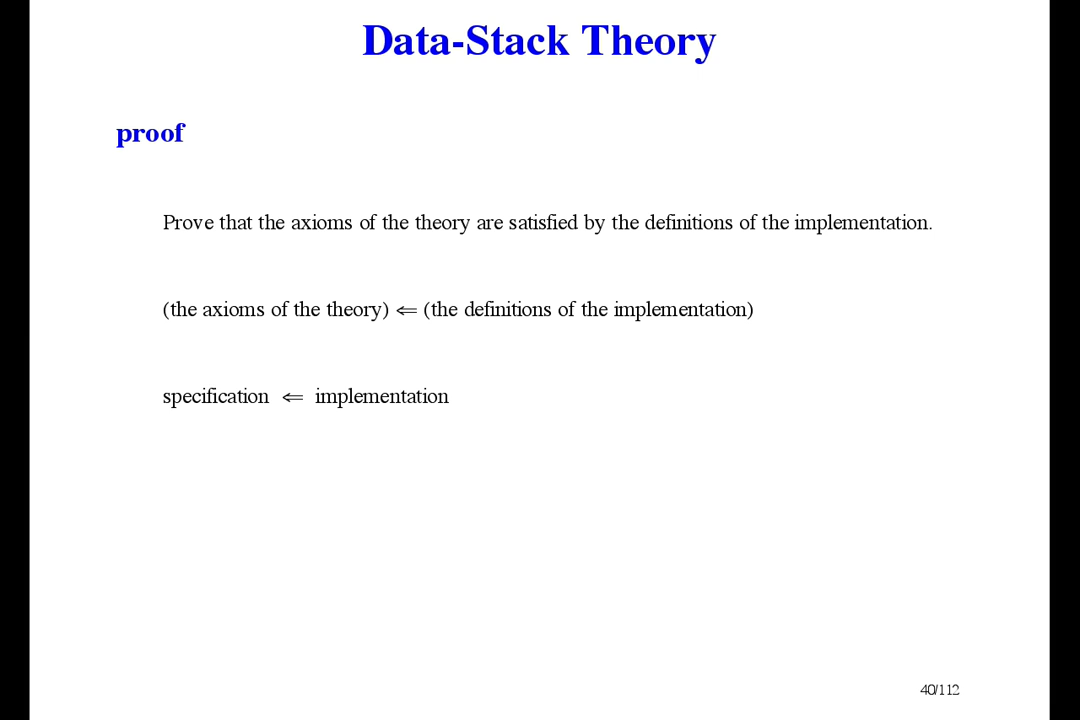 Data-Stack Theory
proof
Prove that the axioms of the theory are satisfied by the definitions of the implementation.
(the axioms of the theory) ⇐ (the definitions of the implementation)
specification ⇐ implementation
40/112